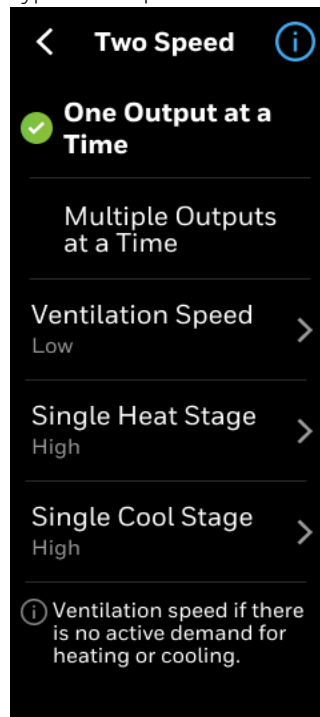 Two Speed
One Output at a
Time
Multiple Outputs
at a Time
Ventilation Speed
Low
Single Heat Stage
High
Single Cool Stage
High
Ventilation speed if there
is no active demand for
heating or cooling.